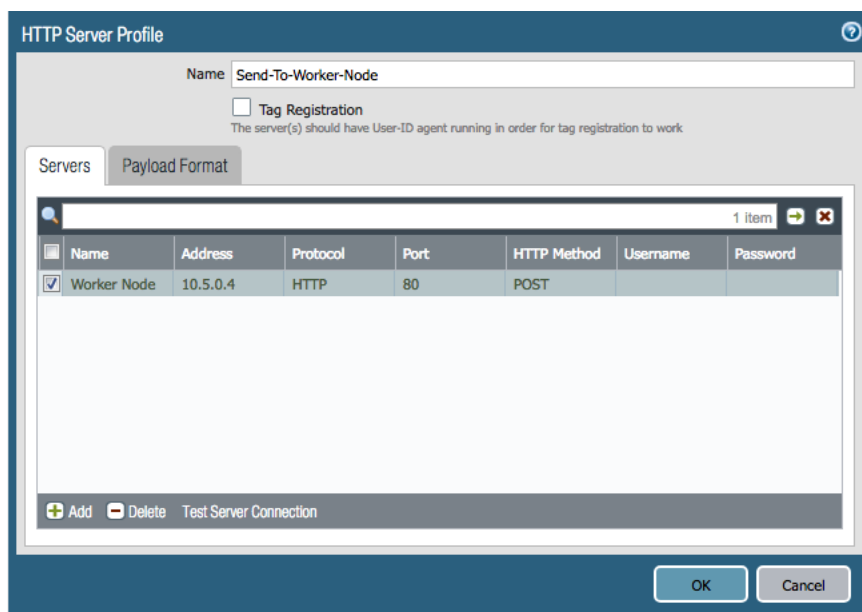 HTTP Server Profile
Name Send-To-Worker-Node
Tag Registration
The server(s) should have User-ID agent running in order for tag registration to work
Servers Payload Format
1 item
Name Address Protocol Port HTTP Method Username Password
Worker Node 10.5.0.4 HTTP 80 POST
Add Delete Test Server Connection
OK Cancel